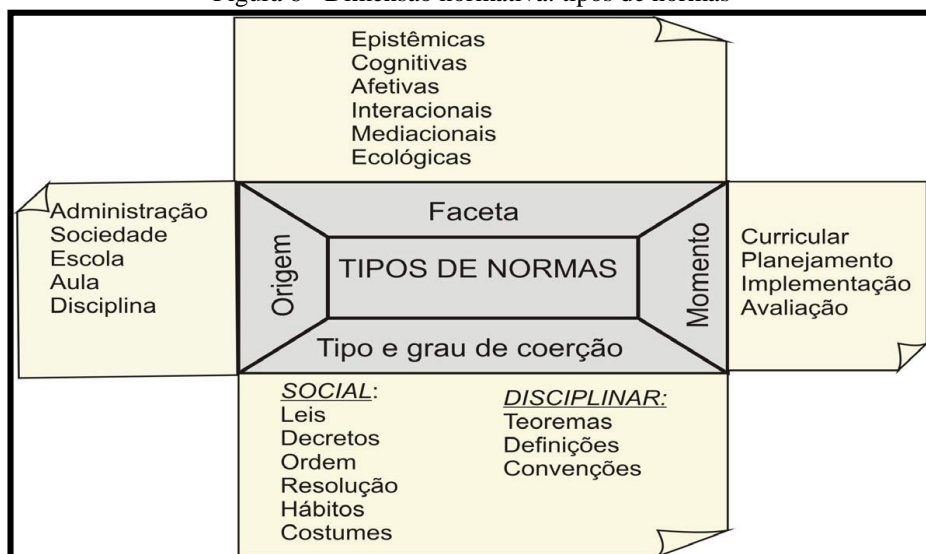 Figura 6 - Dimensão normativa: tipos de normas
Epistêmicas
Cognitivas
Afetivas
Interacionais
Mediacionais
Ecológicas
Administração
Sociedade
Escola
Aula
Disciplina
Origem
Faceta
TIPOS DE NORMAS
Tipo e grau de coerção
Momento
Curricular
Planejamento
Implementação
Avaliação
SOCIAL:
Leis
Decretos
Ordem
Resolução
Hábitos
Costumes
DISCIPLINAR:
Teoremas
Definições
Convenções